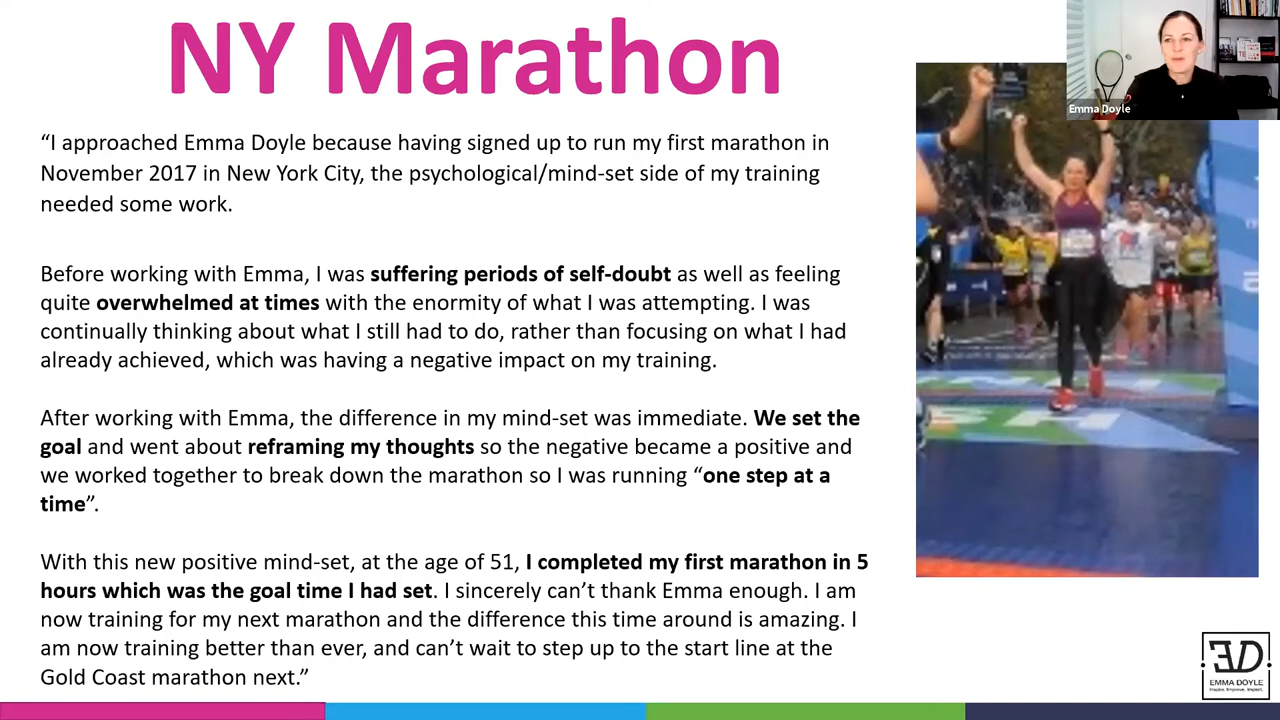 NY Marathon
Emma Doyle
“I approached Emma Doyle because having signed up to run my first marathon in
November 2017 in New York City, the psychological/mind-set side of my training
needed some work.
Before working with Emma, I was suffering periods of self-doubt as well as feeling
quite overwhelmed at times with the enormity of what I was attempting. I was
continually thinking about what I still had to do, rather than focusing on what I had
already achieved, which was having a negative impact on my training.
After working with Emma, the difference in my mind-set was immediate. We set the
goal and went about reframing my thoughts so the negative became a positive and
we worked together to break down the marathon so I was running “one step at a
time”.
With this new positive mind-set, at the age of 51, I completed my first marathon in 5
hours which was the goal time I had set. I sincerely can’t thank Emma enough. I am
now training for my next marathon and the difference this time around is amazing. I
am now training better than ever, and can’t wait to step up to the start line at the
Gold Coast marathon next.”
ED
EMMA DOYLE
Inspire. Improve. Impact.